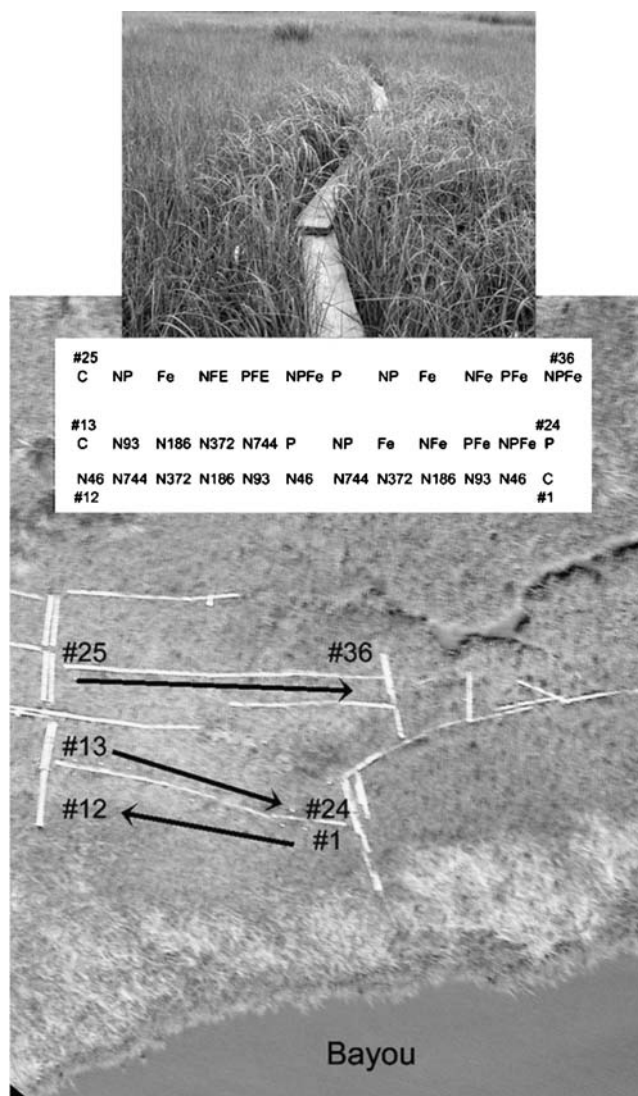 #25 #36
C NP Fe NFE PFE NPFe P NP Fe NFe PFe NPFe
#13 #24
C N93 N186 N372 N744 P NP Fe NFe PFe NPFe P
N46 N744 N372 N186 N93 N46 N744 N372 N186 N93 N46 C
#12 #1
#25 #36
#13
#12 #24
#1
Bayou